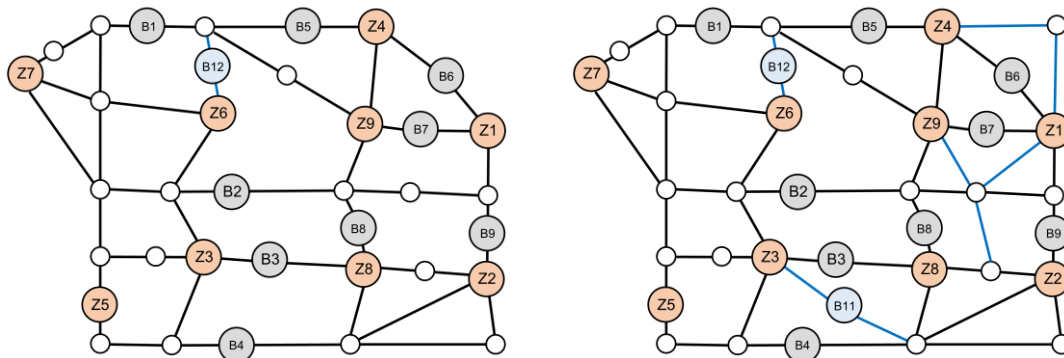 B1 B5 Z4
Z7 B12 B6
Z6 Z9 B7 Z1
B2
B8 B9
Z3 B3 Z8 Z2
Z5
B4
B1 B5 Z4
Z7 B12 B6
Z6 Z9 B7 Z1
B2
B8 B9
Z3 B3 Z8 Z2
Z5 B11
B4